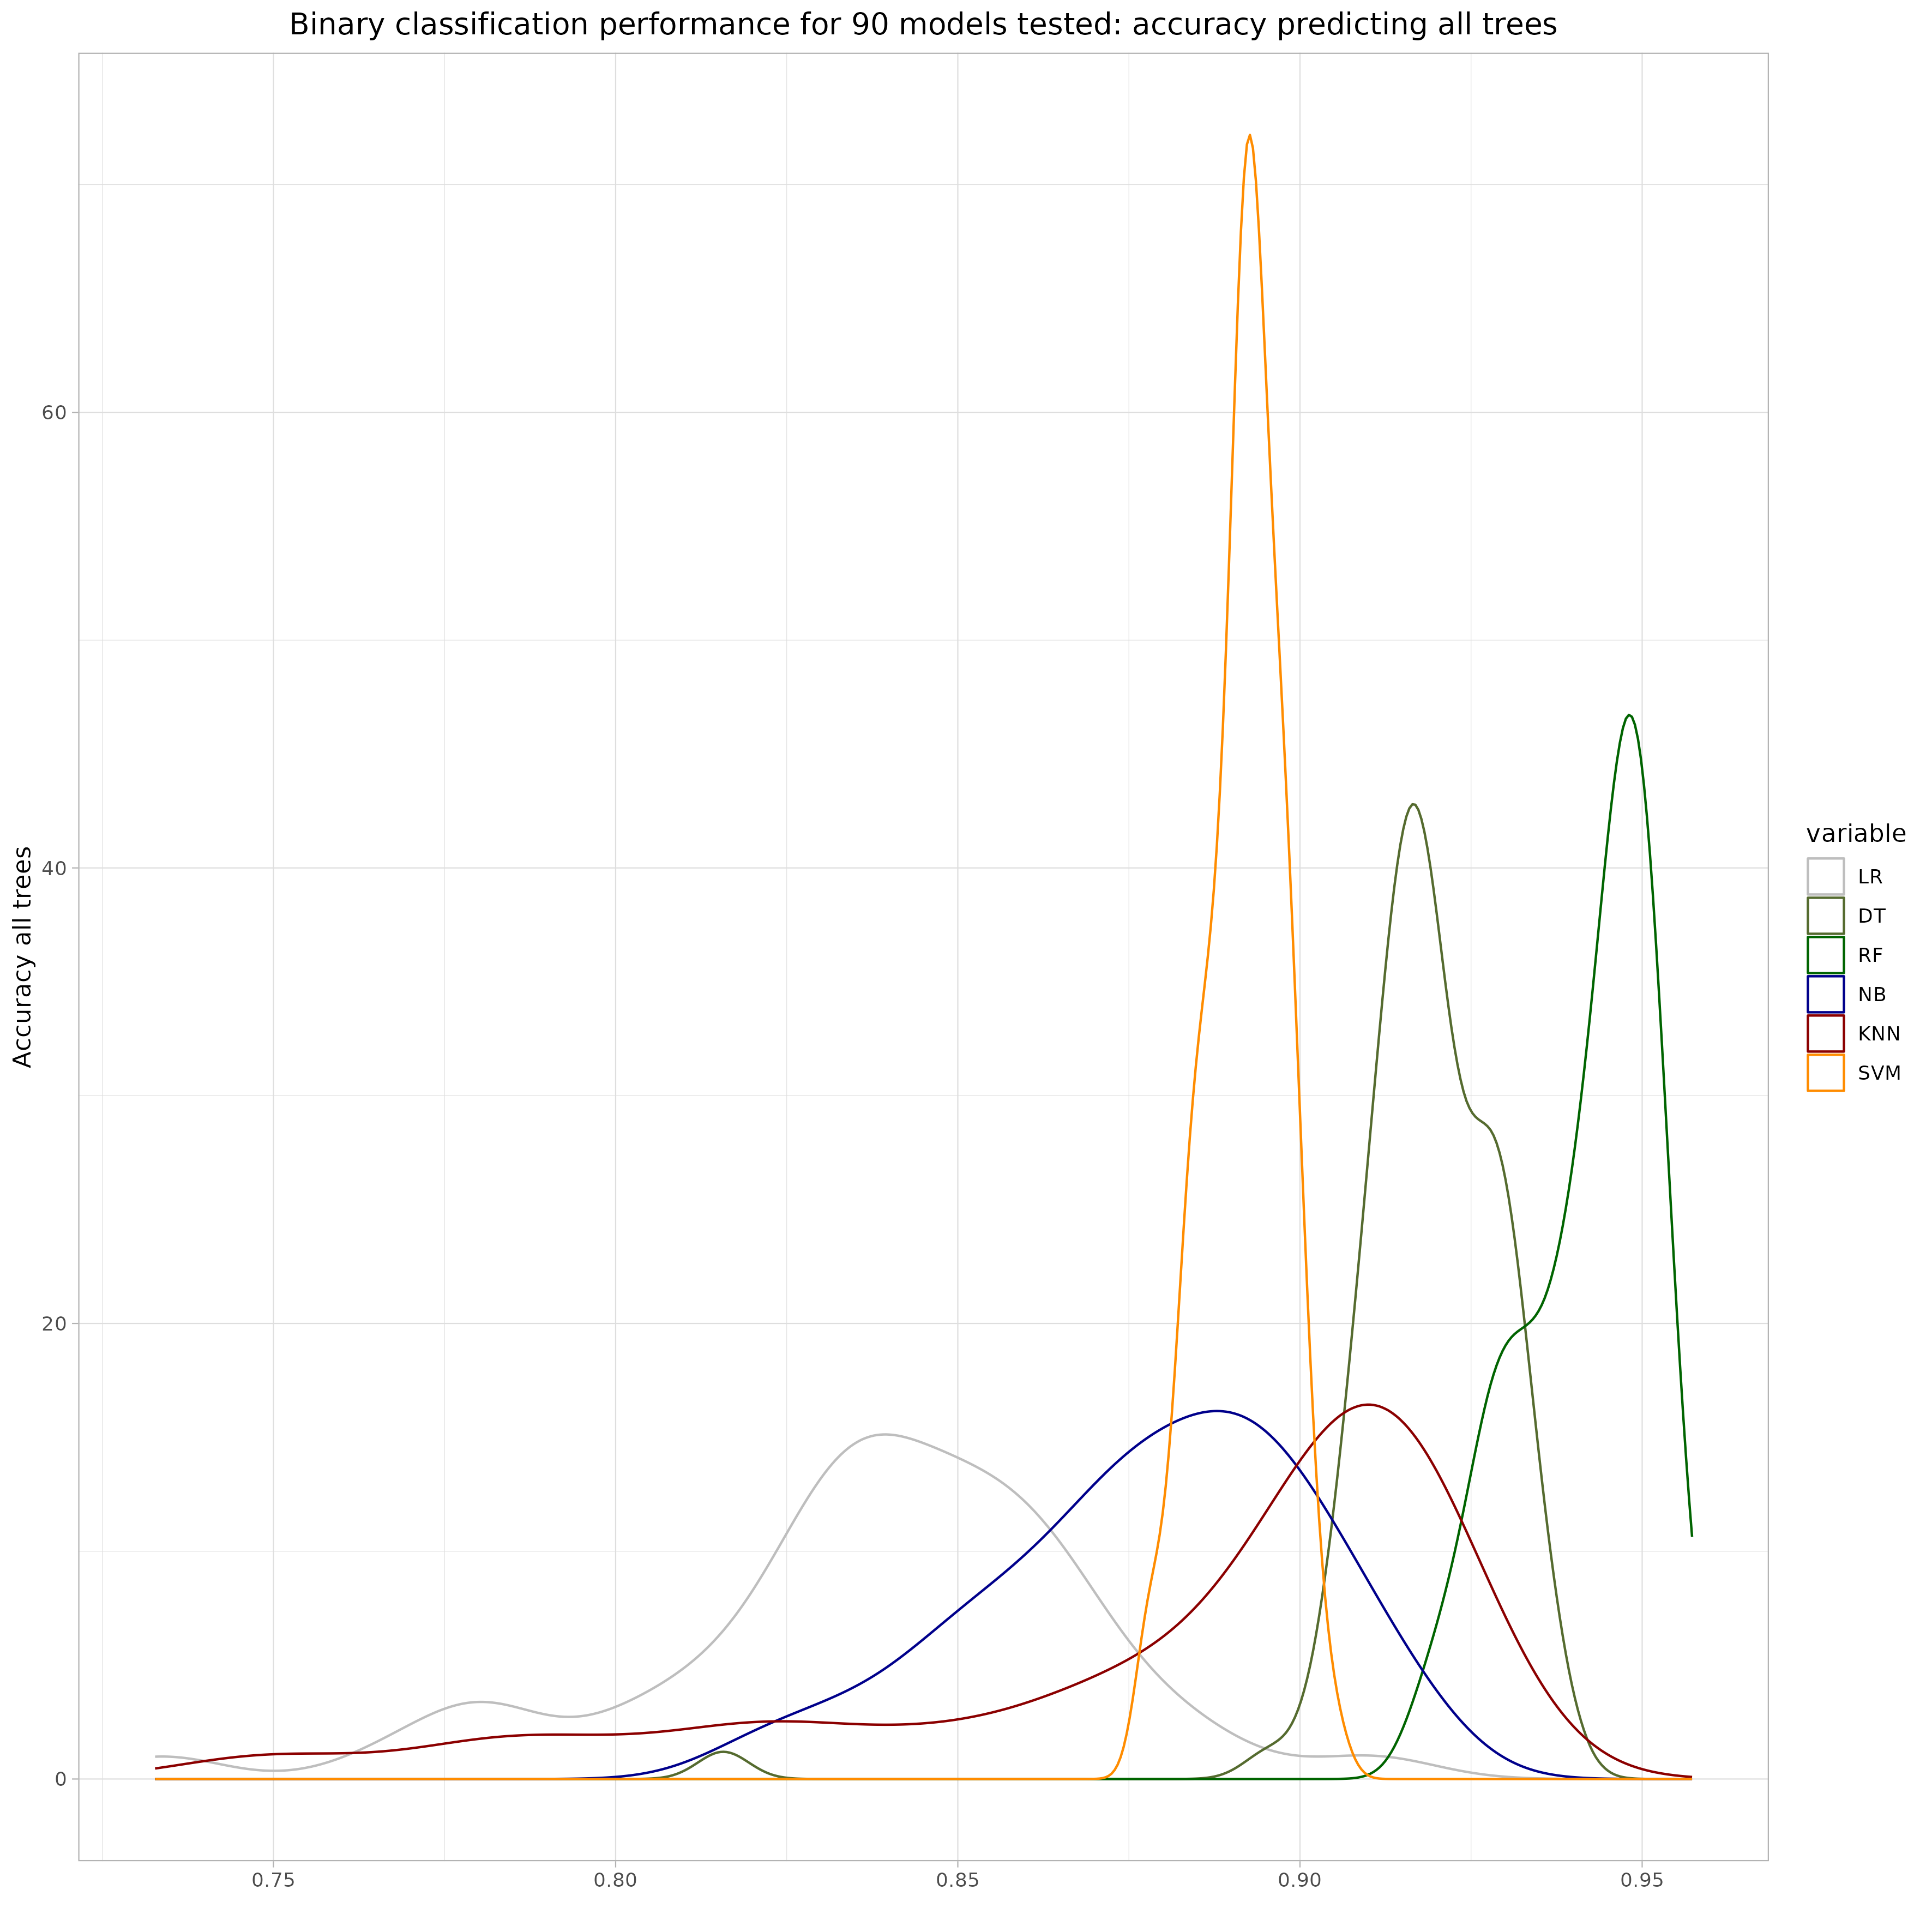 Binary classification performance for 90 models tested: accuracy predicting all trees
Accuracy all trees
60
40
20
0
0.75
0.80
0.85
0.90
0.95
variable
LR
DT
RF
NB
KNN
SVM